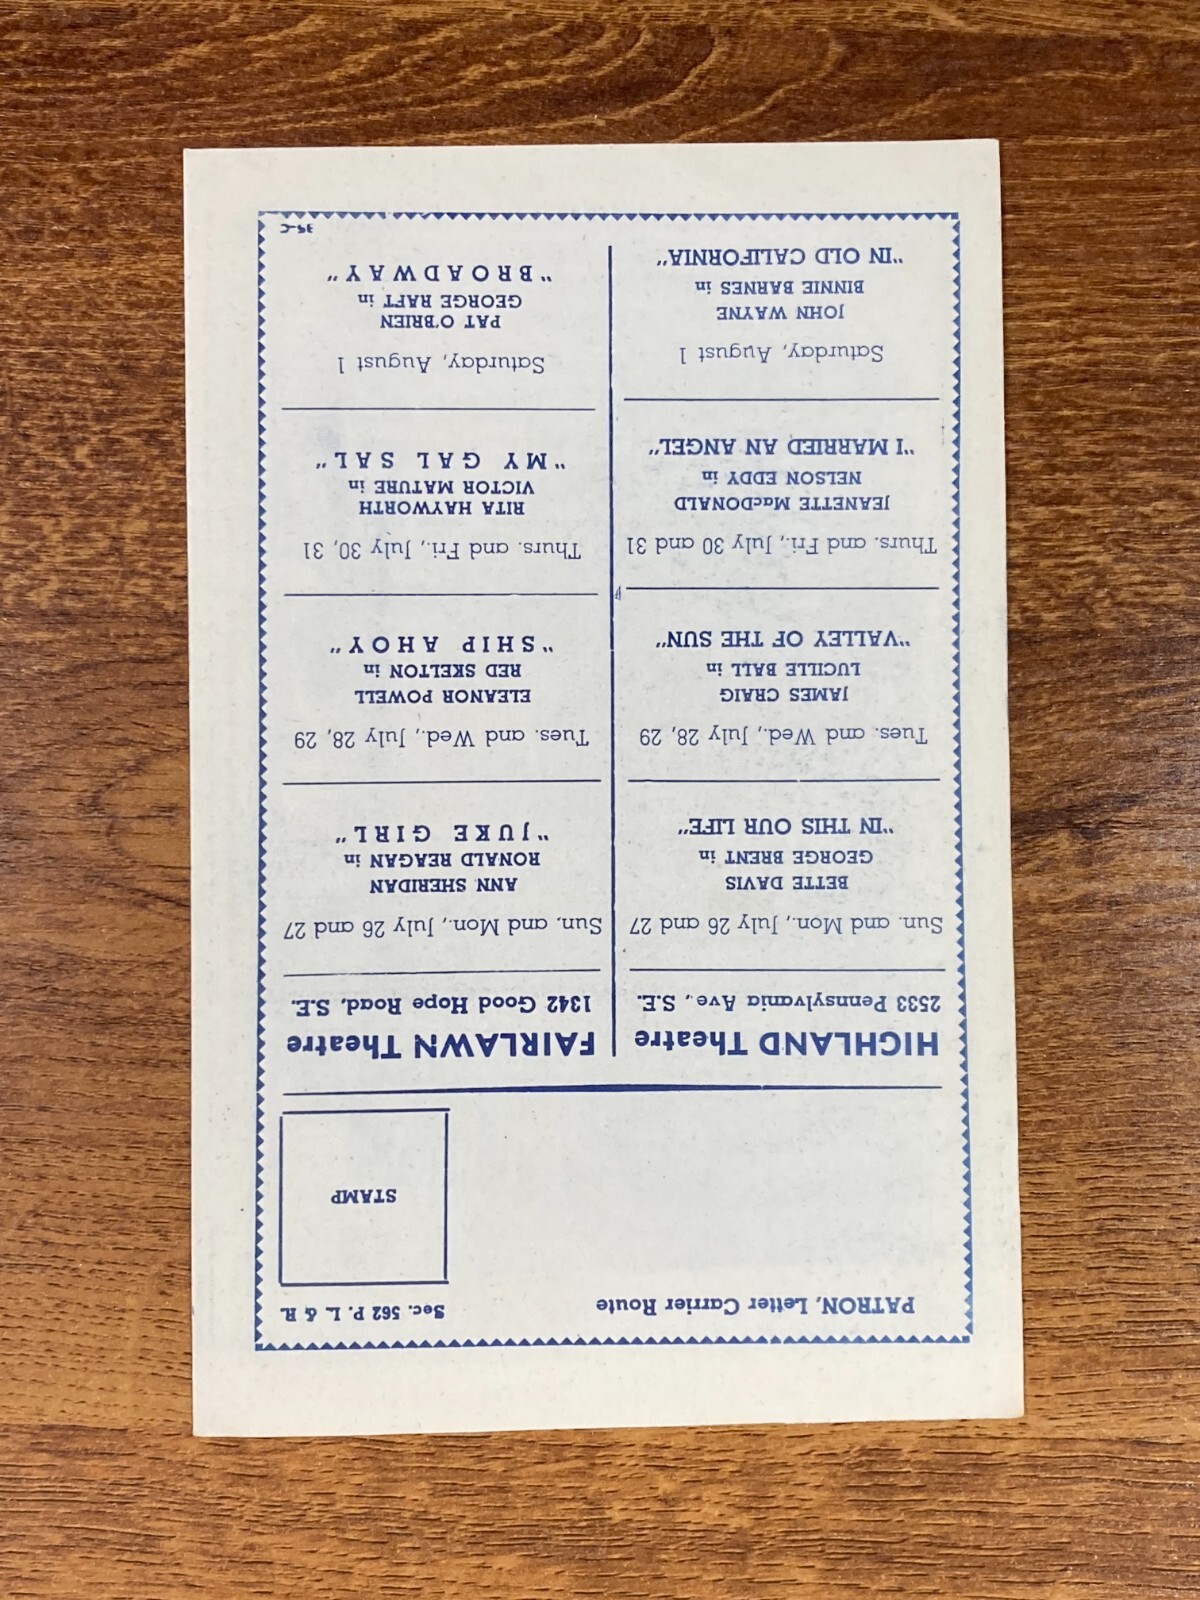 PATRON, Letter Carrier Route
Sec. 562 P. L. & R.
STAMP
HIGHLAND Theatre
2533 Pennsylvania Ave., S.E.
Sun. and Mon., July 26 and 27
BETTE DAVIS
GEORGE BRENT in
"IN THIS OUR LIFE"
Tues. and Wed., July 28, 29
JAMES CRAIG
LUCILLE BALL in
"VALLEY OF THE SUN"
Thurs. and Fri., July 30 and 31
JEANETTE MacDONALD
NELSON EDDY in
"I MARRIED AN ANGEL"
Saturday, August 1
JOHN WAYNE
BINNIE BARNES in
"IN OLD CALIFORNIA"
FAIRLAWN Theatre
1342 Good Hope Road, S.E.
Sun, and Mon., July 26 and 27
ANN SHERIDAN
RONALD REAGAN in
"JUKE GIRL"
Tues. and Wed., July 28, 29
ELEANOR POWELL
RED SKELTON in
"SHIP AHOY"
Thurs. and Fri., July 30, 31
RITA HAYWORTH
VICTOR MATURE in
"MY GAL SAL"
Saturday, August 1
PAT O'BRIEN
GEORGE RAFT in
"BROADWAY"